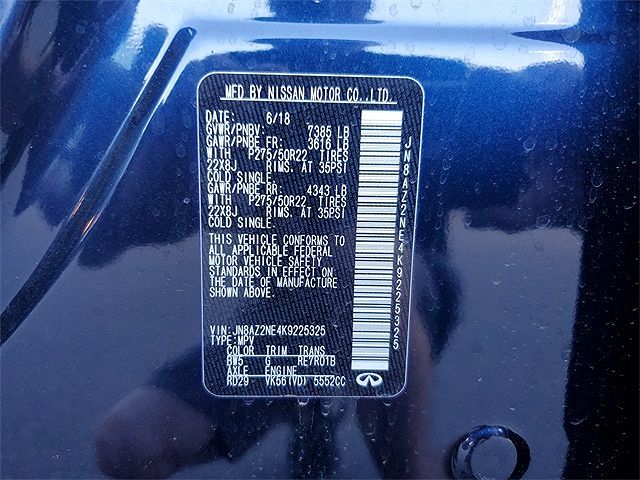 MFD BY NISSAN MOTOR CO.,LTD.
DATE: 6/18
GVWR/PNBV: 7385 LB
GAWR/PNBE FR: 3616 LB
WITH P275/50R22 TIRES
22X8J RIMS. AT 35PSI
COLD SINGLE.
GAWR/PNBE RR: 4343 LB
WITH P275/50R22 TIRES
22X8J RIMS. AT 35PSI
COLD SINGLE.
THIS VEHICLE CONFORMS TO
ALL APPLICABLE FEDERAL
MOTOR VEHICLE SAFETY
STANDARDS IN EFFECT ON
THE DATE OF MANUFACTURE
SHOWN ABOVE.
VIN: JN8AZ2NE4K9225325
TYPE: MPV
COLOR TRIM TRANS
BW5 G RE7R01B
AXLE ENGINE
RD29 VK56(VD) 5552CC
JN8AZ2NE4K9225325